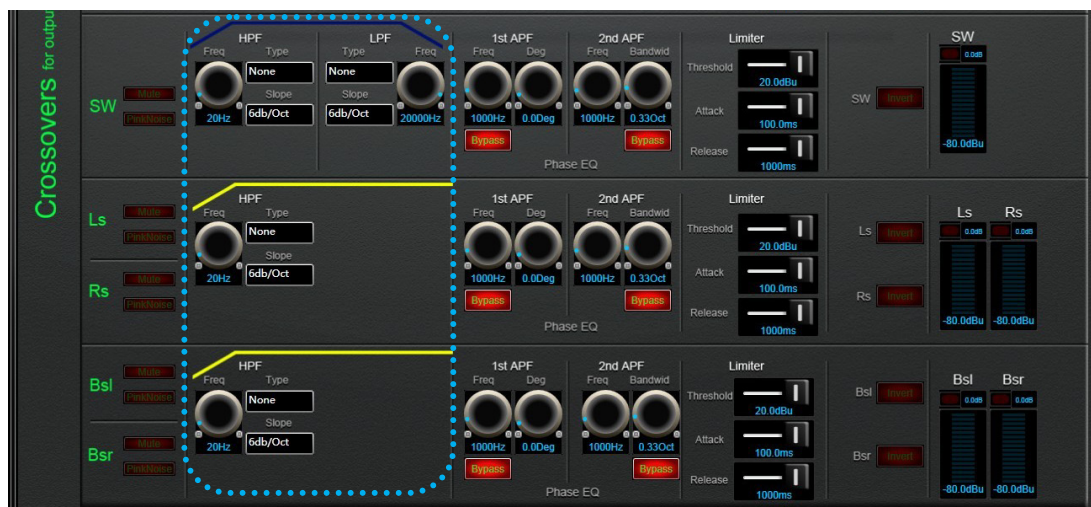 Crossovers for outpu
SW
Mute
PinkNoise
HPF LPF
Freq Type Type Freq
None None
Slope Slope
20Hz 6db/Oct 6db/Oct 20000Hz
1st APF 2nd APF
Freq Deg Freq Bandwid
1000Hz 0.0Deg 1000Hz 0.33Oct
Bypass Bypass
Phase EQ
Limiter
Threshold
20.0dBu
Attack
100.0ms
Release
1000ms
SW Invert
SW
0.0dB
-80.0dBu
Ls
Mute
PinkNoise
Rs
Mute
PinkNoise
HPF
Freq Type
None
Slope
20Hz 6db/Oct
1st APF 2nd APF
Freq Deg Freq Bandwid
1000Hz 0.0Deg 1000Hz 0.33Oct
Bypass Bypass
Phase EQ
Limiter
Threshold
20.0dBu
Attack
100.0ms
Release
1000ms
Ls Invert
Rs Invert
Ls Rs
0.0dB 0.0dB
-80.0dBu -80.0dBu
Bsl
Mute
PinkNoise
Bsr
Mute
PinkNoise
HPF
Freq Type
None
Slope
20Hz 6db/Oct
1st APF 2nd APF
Freq Deg Freq Bandwid
1000Hz 0.0Deg 1000Hz 0.33Oct
Bypass Bypass
Phase EQ
Limiter
Threshold
20.0dBu
Attack
100.0ms
Release
1000ms
Bsl Invert
Bsr Invert
Bsl Bsr
0.0dB 0.0dB
-80.0dBu -80.0dBu